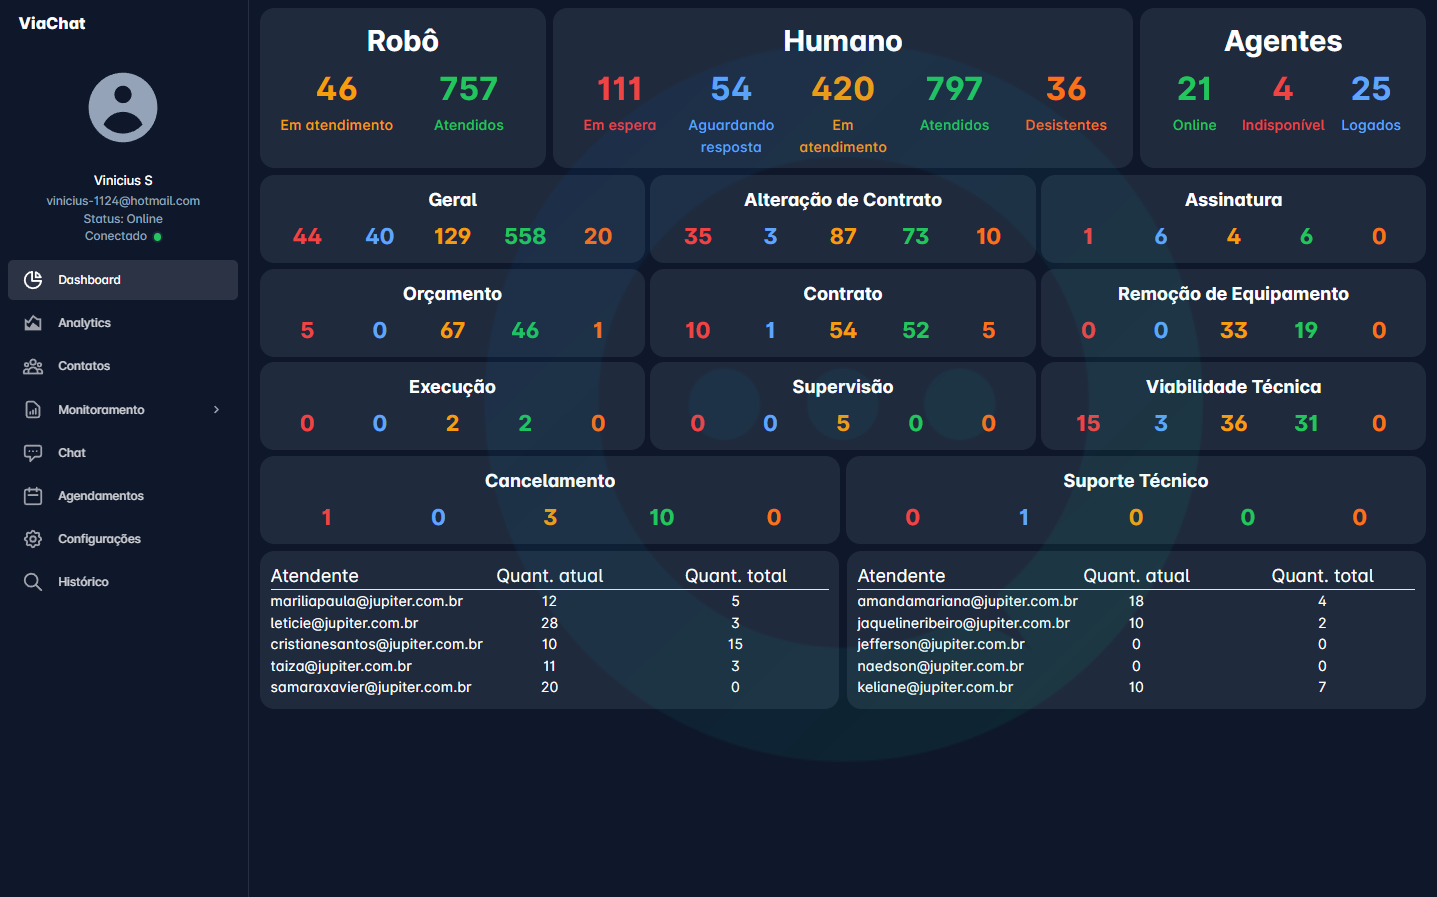 ViaChat
Vinicius S
vinicius-1124@hotmail.com
Status: Online
Conectado
Dashboard
Analytics
Contatos
Monitoramento
Chat
Agendamentos
Configurações
Histórico
Robô
46 757
Em atendimento Atendidos
Humano
111 54 420 797 36
Em espera Aguardando Em Atendidos Desistentes
resposta atendimento
Agentes
21 4 25
Online Indisponível Logados
Geral
44 40 129 558 20
Alteração de Contrato
35 3 87 73 10
Assinatura
1 6 4 6 0
Orçamento
5 0 67 46 1
Contrato
10 1 54 52 5
Remoção de Equipamento
0 0 33 19 0
Execução
0 0 2 2 0
Supervisão
0 0 5 0 0
Viabilidade Técnica
15 3 36 31 0
Cancelamento
1 0 3 10 0
Suporte Técnico
0 1 0 0 0
Atendente Quant. atual Quant. total
mariliapaula@jupiter.com.br 12 5
leticie@jupiter.com.br 28 3
cristianesantos@jupiter.com.br 10 15
taiza@jupiter.com.br 11 3
samaraxavier@jupiter.com.br 20 0
Atendente Quant. atual Quant. total
amandamariana@jupiter.com.br 18 4
jaquelineribeiro@jupiter.com.br 10 2
jefferson@jupiter.com.br 0 0
naedson@jupiter.com.br 0 0
keliane@jupiter.com.br 10 7